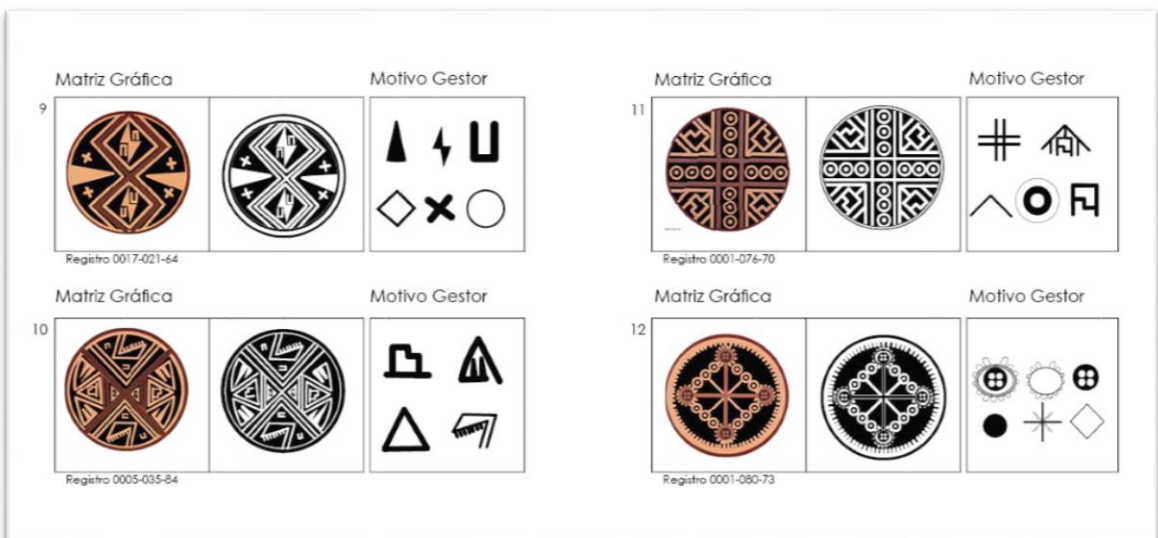 Matriz Gráfica Motivo Gestor
9
Registro 0017-021-64
Matriz Gráfica Motivo Gestor
10
Registro 0005-035-84
Matriz Gráfica Motivo Gestor
11
Registro 0001-076-70
Matriz Gráfica Motivo Gestor
12
Registro 0001-080-73